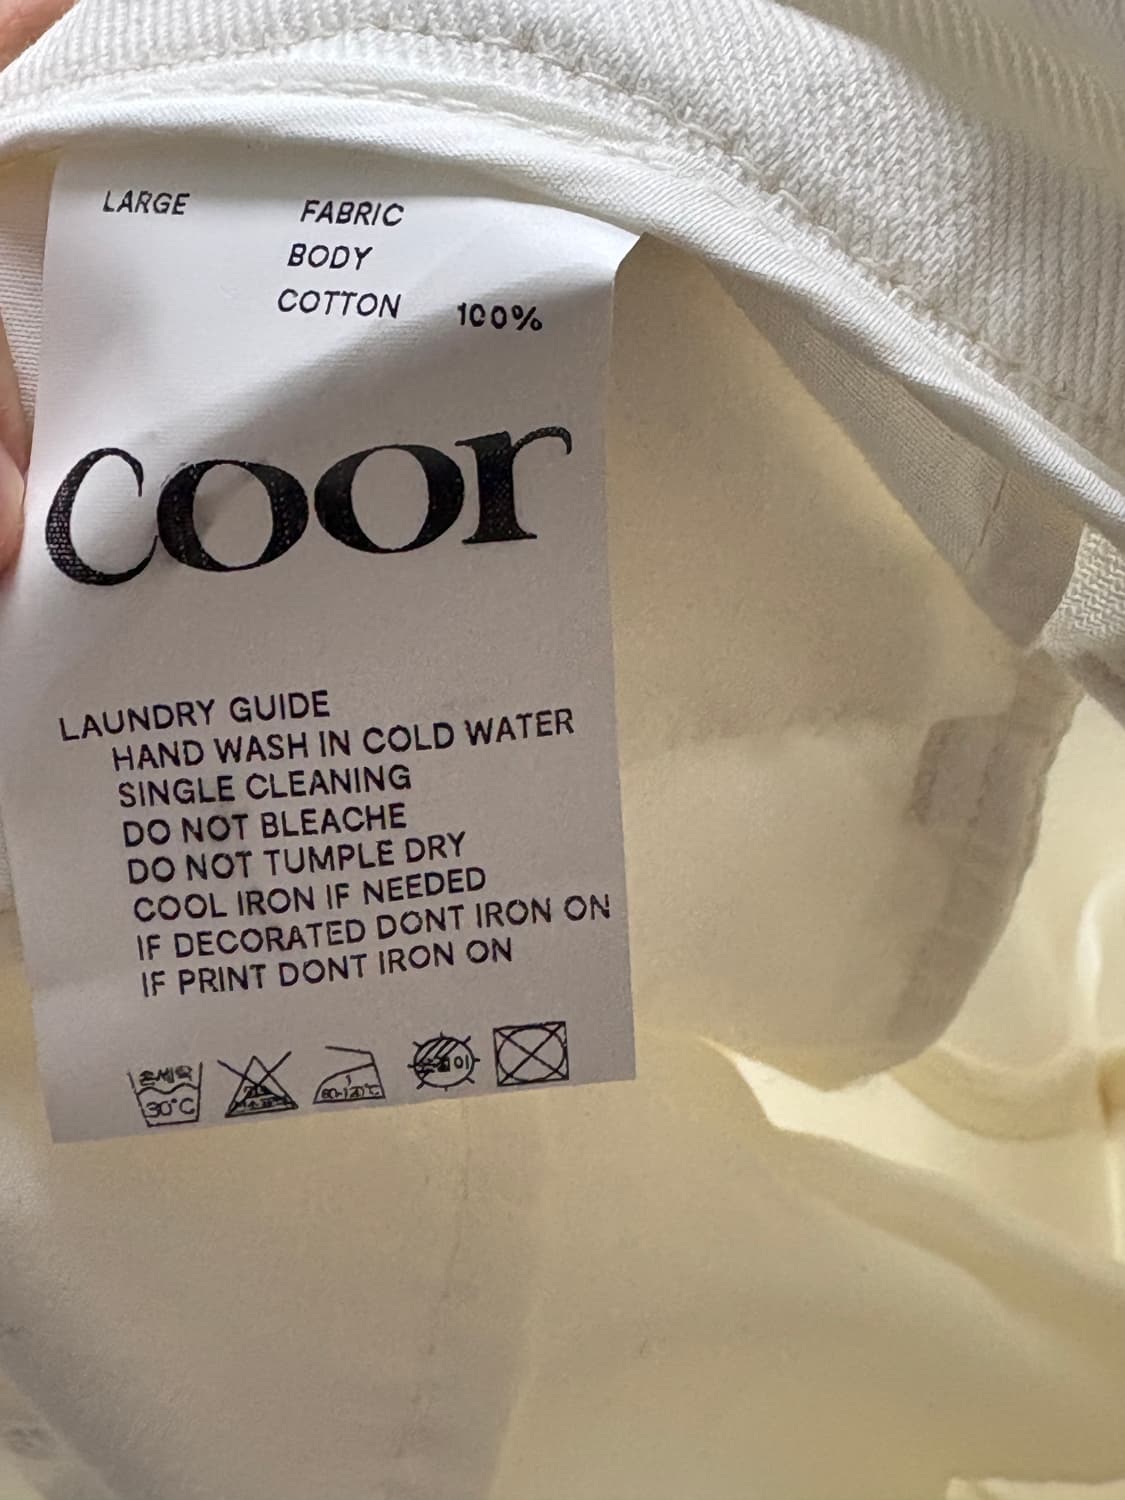 LARGE FABRIC
BODY
COTTON 100%
coor
LAUNDRY GUIDE
HAND WASH IN COLD WATER
SINGLE CLEANING
DO NOT BLEACHE
DO NOT TUMPLE DRY
COOL IRON IF NEEDED
IF DECORATED DONT IRON ON
IF PRINT DONT IRON ON
손세탁
30°C 80-120°C